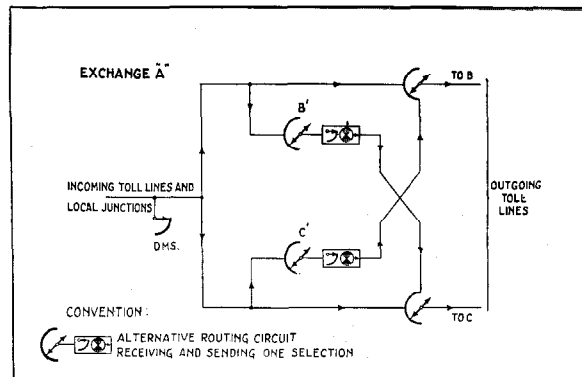 EXCHANGE "A"
TO B
B'
INCOMING TOLL LINES AND
LOCAL JUNCTIONS
D.M.S.
OUTGOING
TOLL
LINES
C'
TO C
CONVENTION:
ALTERNATIVE ROUTING CIRCUIT
RECEIVING AND SENDING ONE SELECTION